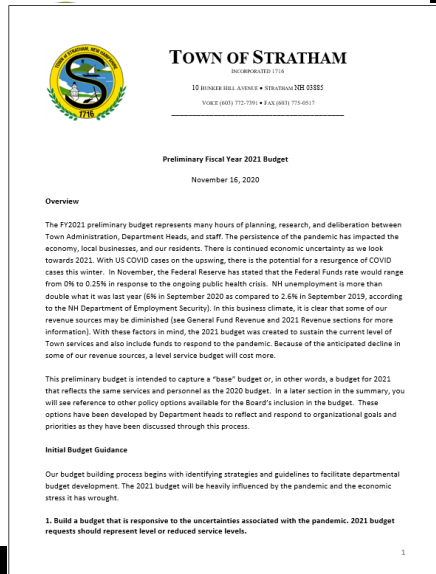 TOWN OF STRATHAM, NEW HAMPSHIRE
1716
TOWN OF STRATHAM
INCORPORATED 1716
10 BUNKER HILL AVENUE • STRATHAM NH 03885
VOICE (603) 772-7391 • FAX (603) 775-0517
Preliminary Fiscal Year 2021 Budget
November 16, 2020
Overview
The FY2021 preliminary budget represents many hours of planning, research, and deliberation between
Town Administration, Department Heads, and staff. The persistence of the pandemic has impacted the
economy, local businesses, and our residents. There is continued economic uncertainty as we look
towards 2021. With US COVID cases on the upswing, there is the potential for a resurgence of COVID
cases this winter. In November, the Federal Reserve has stated that the Federal Funds rate would range
from 0% to 0.25% in response to the ongoing public health crisis. NH unemployment is more than
double what it was last year (6% in September 2020 as compared to 2.6% in September 2019, according
to the NH Department of Employment Security). In this business climate, it is clear that some of our
revenue sources may be diminished (see General Fund Revenue and 2021 Revenue sections for more
information). With these factors in mind, the 2021 budget was created to sustain the current level of
Town services and also include funds to respond to the pandemic. Because of the anticipated decline in
some of our revenue sources, a level service budget will cost more.
This preliminary budget is intended to capture a “base” budget or, in other words, a budget for 2021
that reflects the same services and personnel as the 2020 budget. In a later section in the summary, you
will see reference to other policy options available for the Board’s inclusion in the budget. These
options have been developed by Department heads to reflect and respond to organizational goals and
priorities as they have been discussed through this process.
Initial Budget Guidance
Our budget building process begins with identifying strategies and guidelines to facilitate departmental
budget development. The 2021 budget will be heavily influenced by the pandemic and the economic
stress it has wrought.
1. Build a budget that is responsive to the uncertainties associated with the pandemic. 2021 budget
requests should represent level or reduced service levels.
1